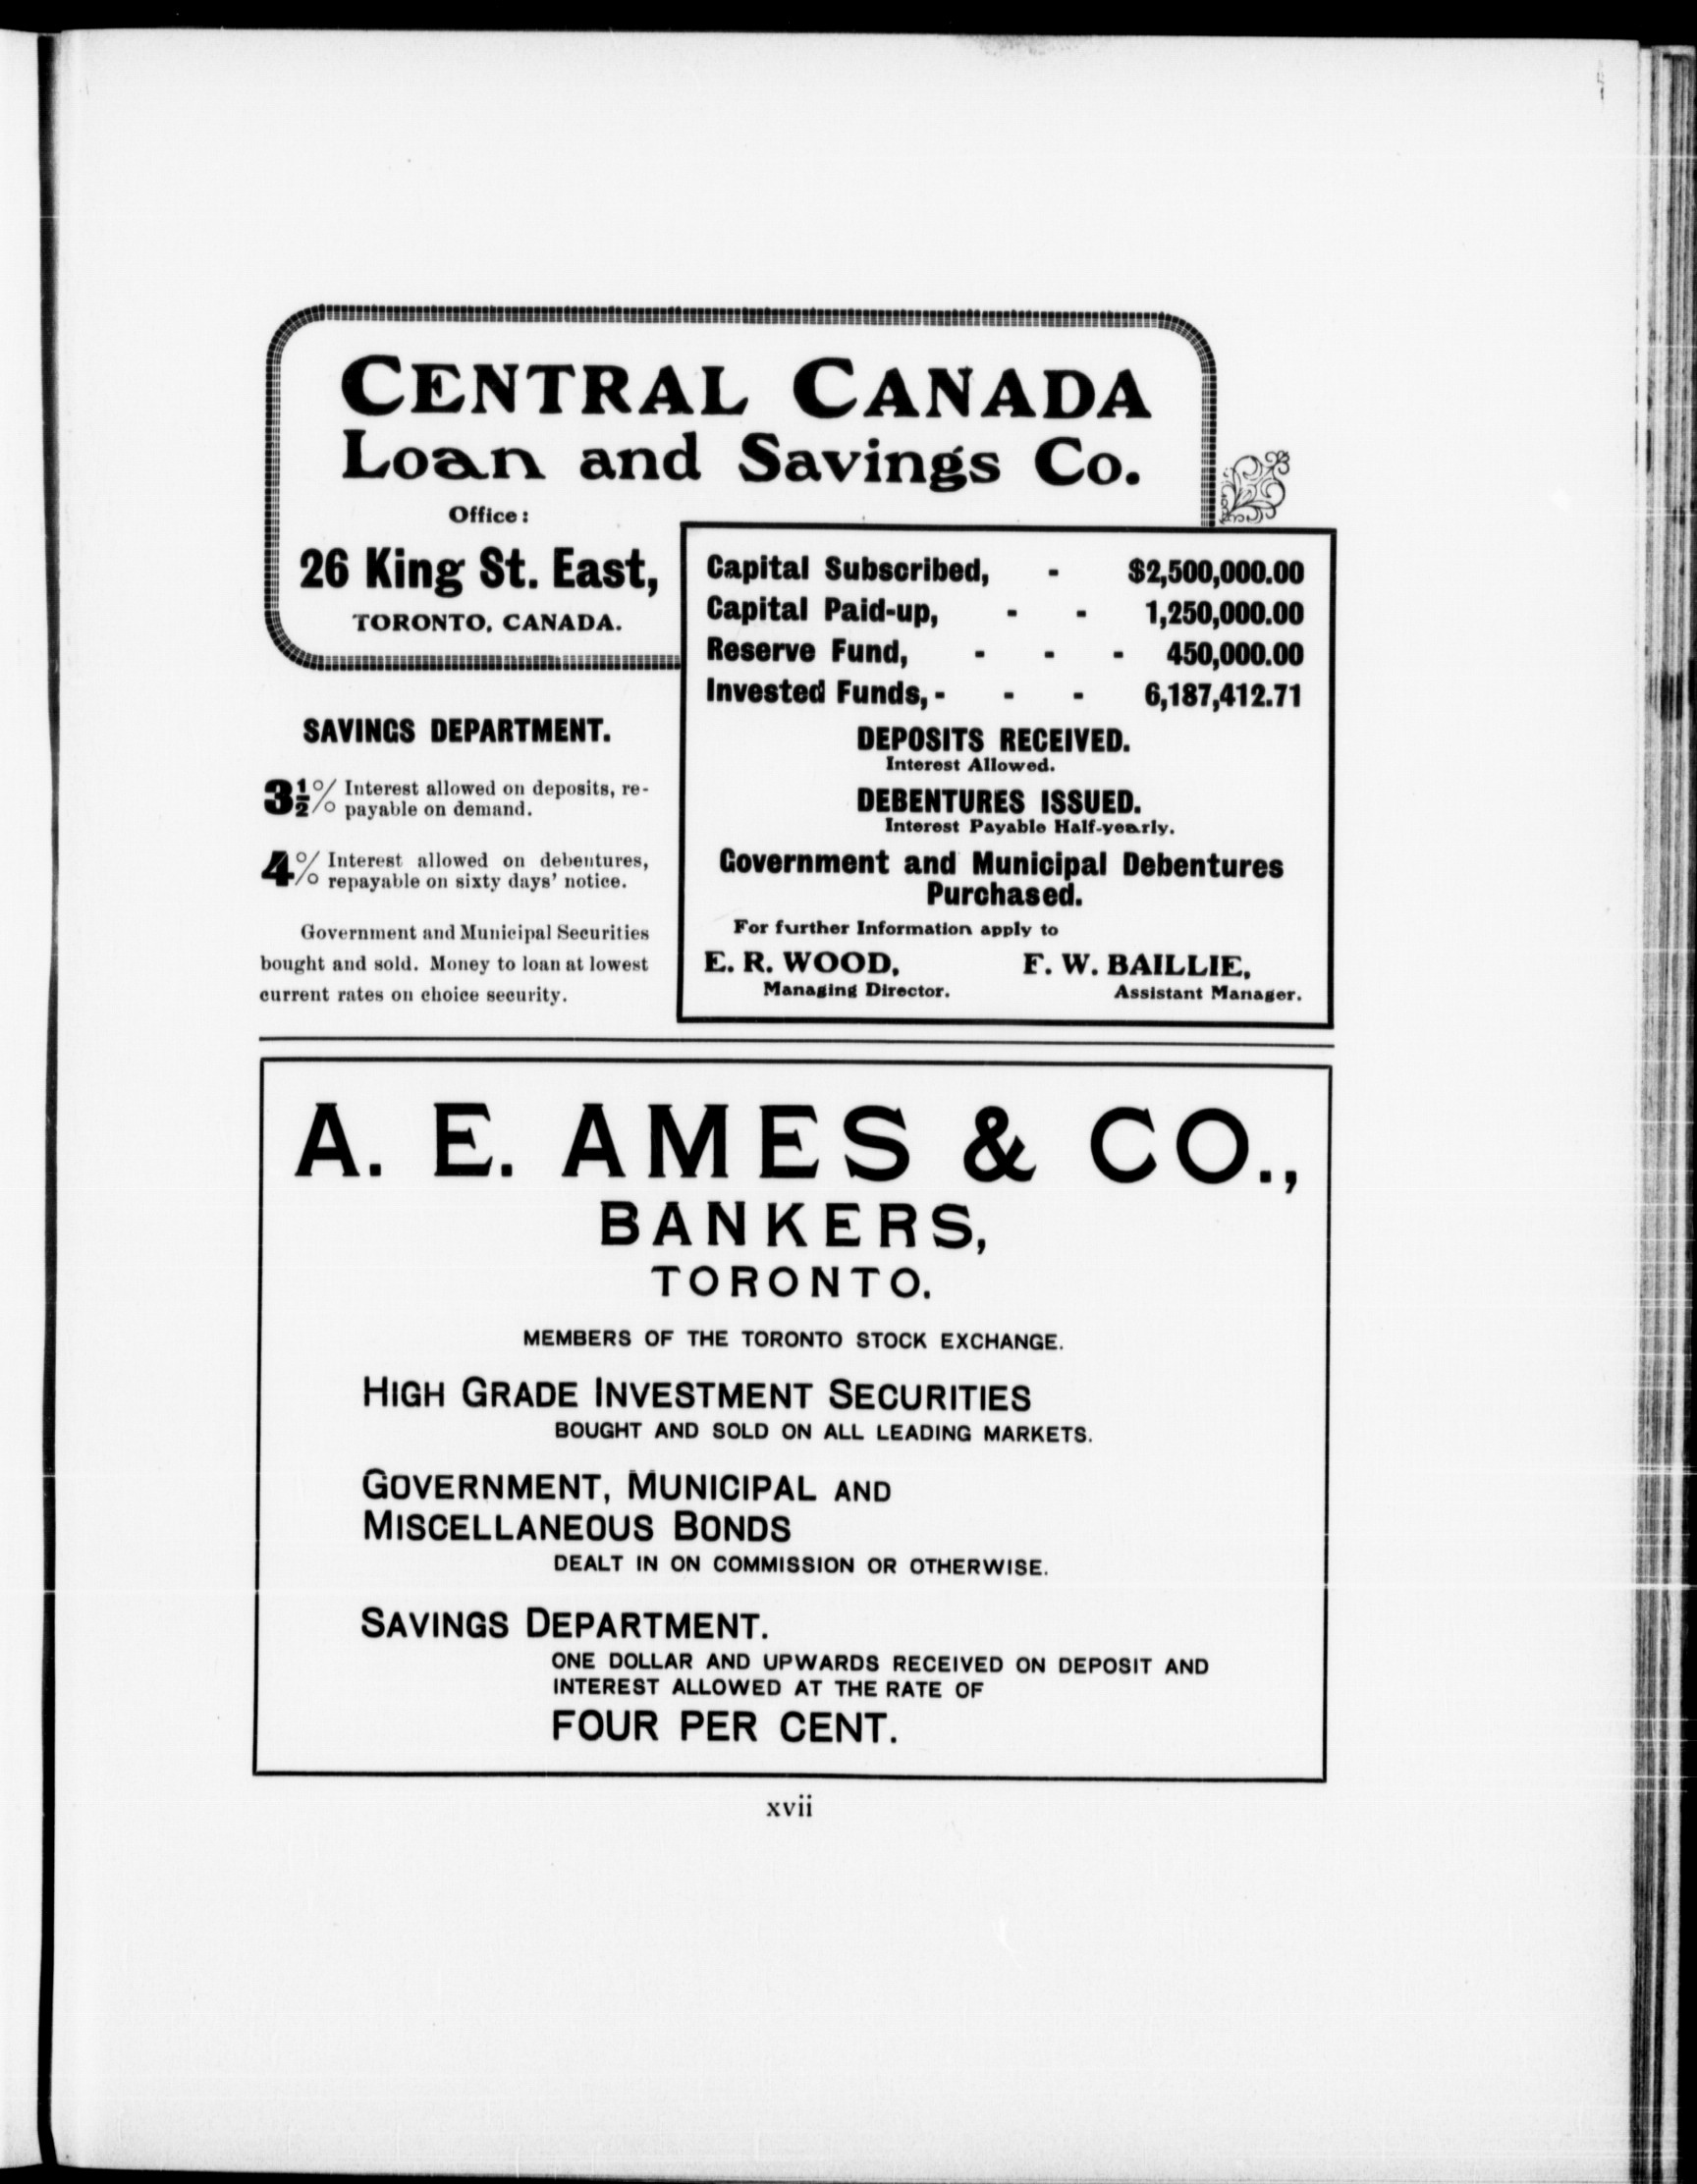 CENTRAL CANADA
Loan and Savings Co.
Office:
26 King St. East,
TORONTO, CANADA.
SAVINGS DEPARTMENT.
3½% Interest allowed on deposits, re-
payable on demand.
4% Interest allowed on debentures,
repayable on sixty days' notice.
Government and Municipal Securities
bought and sold. Money to loan at lowest
current rates on choice security.
Capital Subscribed, - $2,500,000.00
Capital Paid-up, - - 1,250,000.00
Reserve Fund, - - - 450,000.00
Invested Funds, - - - 6,187,412.71
DEPOSITS RECEIVED.
Interest Allowed.
DEBENTURES ISSUED.
Interest Payable Half-yearly.
Government and Municipal Debentures
Purchased.
For further Information apply to
E. R. WOOD, F. W. BAILLIE,
Managing Director. Assistant Manager.
A. E. AMES & CO.,
BANKERS,
TORONTO.
MEMBERS OF THE TORONTO STOCK EXCHANGE.
HIGH GRADE INVESTMENT SECURITIES
BOUGHT AND SOLD ON ALL LEADING MARKETS.
GOVERNMENT, MUNICIPAL AND
MISCELLANEOUS BONDS
DEALT IN ON COMMISSION OR OTHERWISE.
SAVINGS DEPARTMENT.
ONE DOLLAR AND UPWARDS RECEIVED ON DEPOSIT AND
INTEREST ALLOWED AT THE RATE OF
FOUR PER CENT.
xvii